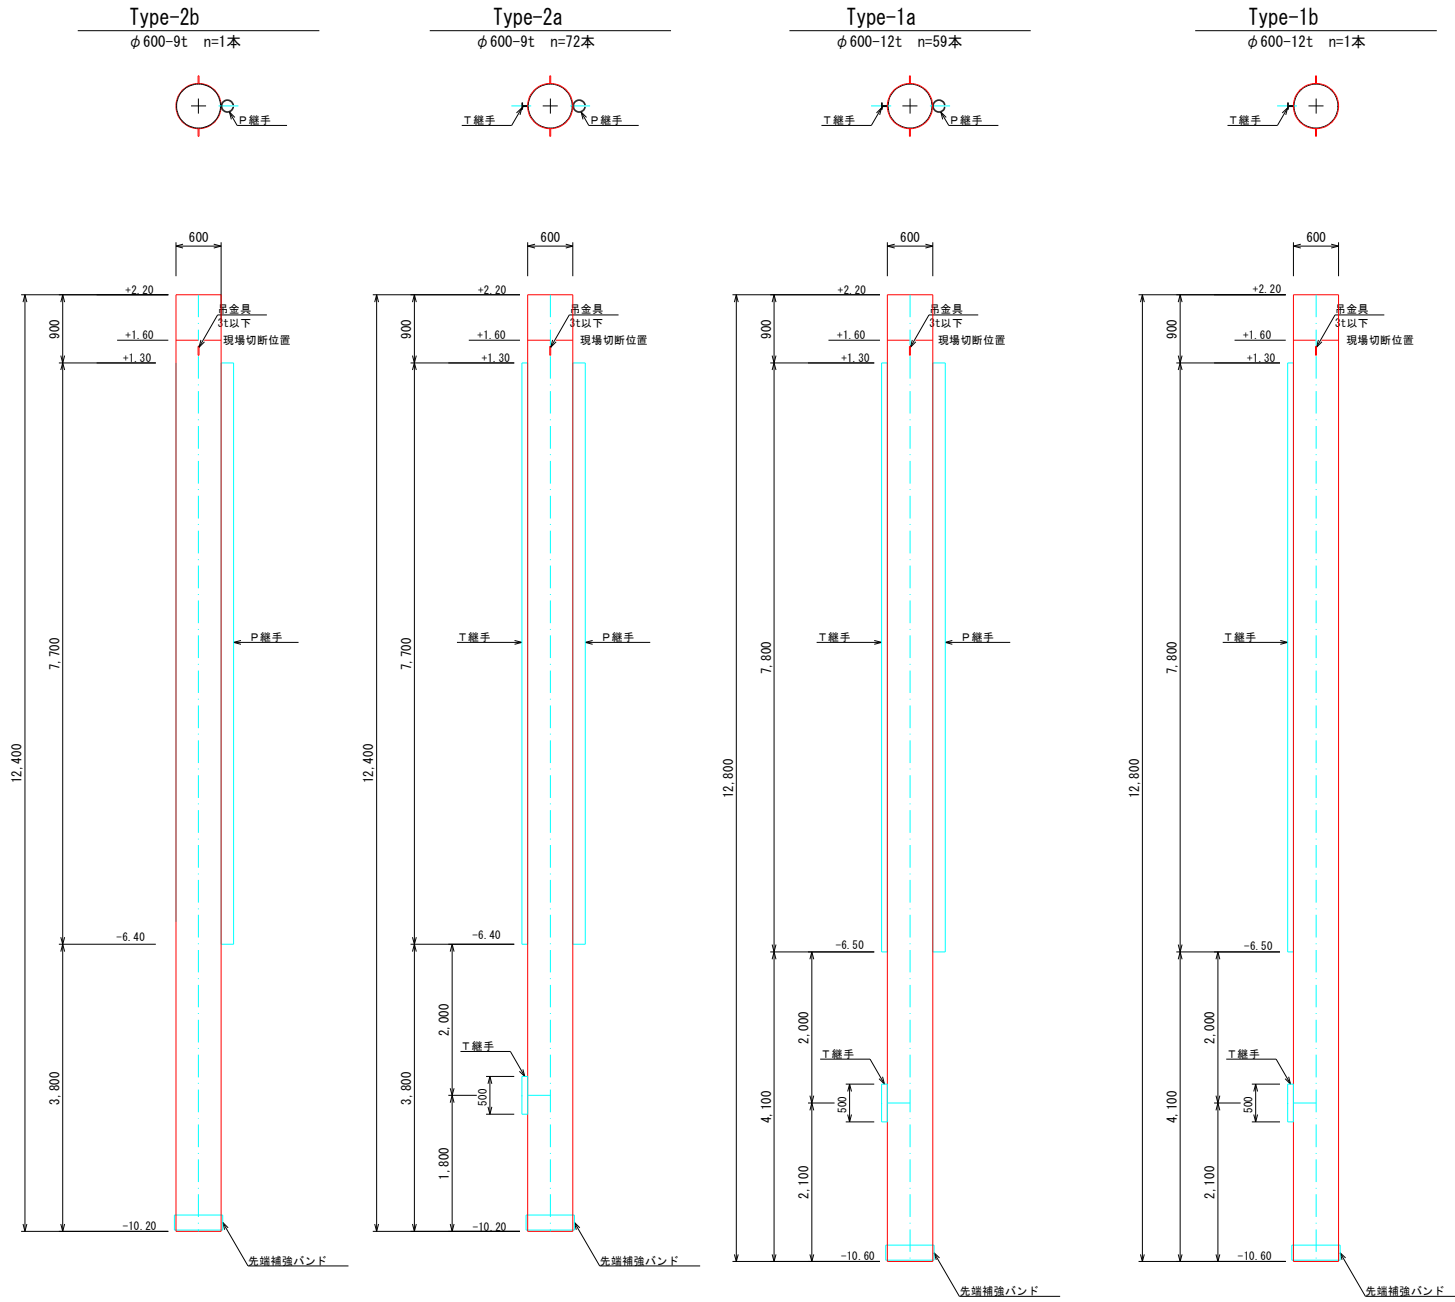 Type-2b
φ600-9t n=1本
P継手
600
+2.20
吊金具
3t以下
900
+1.60
現場切断位置
+1.30
P継手
7,700
12,400
-6.40
3,800
-10.20
先端補強バンド
Type-2a
φ600-9t n=72本
T継手
P継手
600
+2.20
吊金具
3t以下
900
+1.60
現場切断位置
+1.30
T継手
P継手
7,700
12,400
-6.40
2,000
T継手
500
3,800
1,800
-10.20
先端補強バンド
Type-1a
φ600-12t n=59本
T継手
P継手
600
+2.20
吊金具
3t以下
900
+1.60
現場切断位置
+1.30
T継手
P継手
7,800
12,800
-6.50
2,000
T継手
500
4,100
2,100
-10.60
先端補強バンド
Type-1b
φ600-12t n=1本
T継手
600
+2.20
吊金具
3t以下
900
+1.60
現場切断位置
+1.30
T継手
7,800
12,800
-6.50
2,000
T継手
500
4,100
2,100
-10.60
先端補強バンド